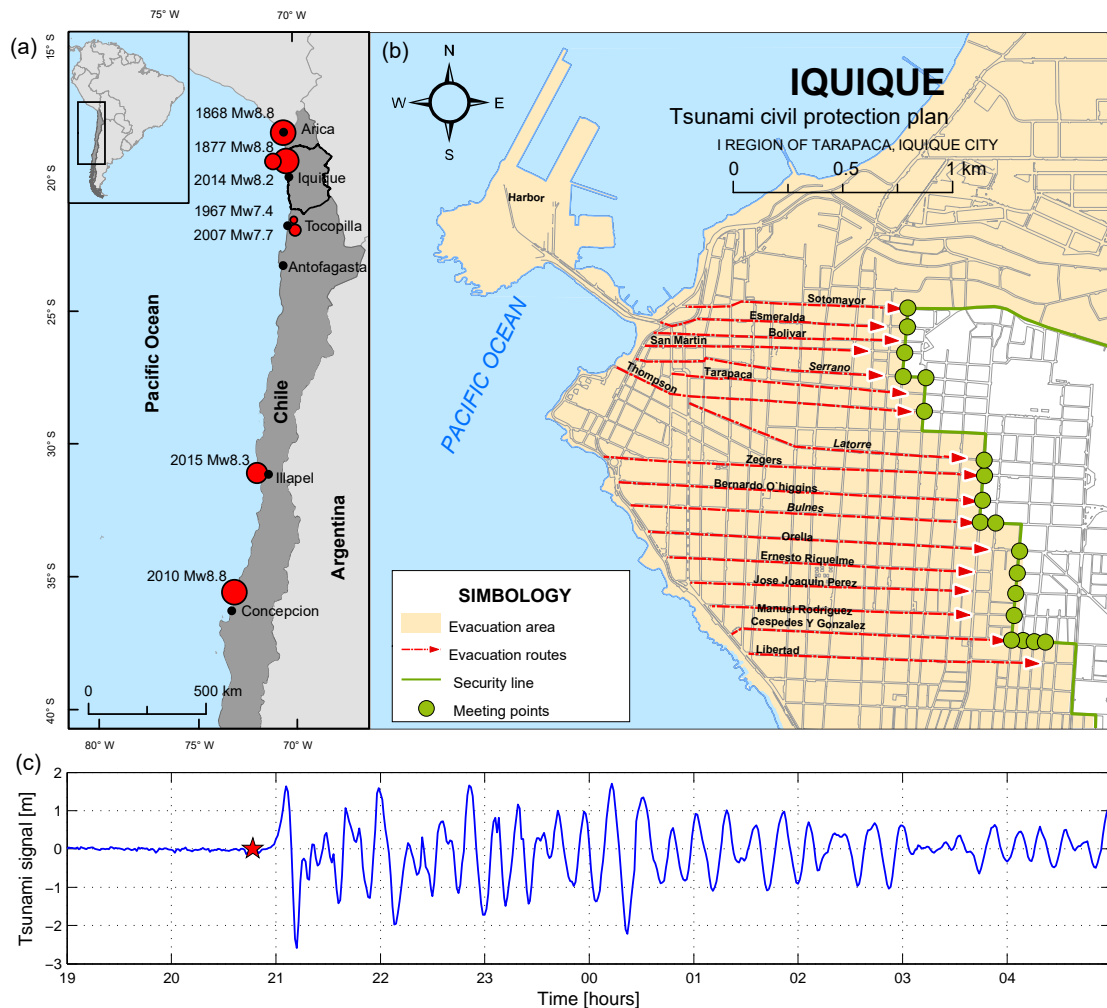 (a)
75° W
70° W
15° S
20° S
25° S
30° S
35° S
40° S
1868 Mw8.8
Arica
1877 Mw8.8
2014 Mw8.2
Iquique
1967 Mw7.4
Tocopilla
2007 Mw7.7
Antofagasta
Pacific Ocean
Chile
Argentina
2015 Mw8.3
Illapel
2010 Mw8.8
Concepcion
0 500 km
80° W
75° W
70° W
(b)
N
W E
S
IQUIQUE
Tsunami civil protection plan
I REGION OF TARAPACA, IQUIQUE CITY
0 0.5 1 km
Harbor
PACIFIC OCEAN
Sotomayor
Esmeralda
Bolivar
San Martin
Serrano
Tarapaca
Thompson
Latorre
Zegers
Bernardo O`higgins
Bulnes
Orella
Ernesto Riquelme
Jose Joaquin Perez
Manuel Rodriguez
Cespedes Y Gonzalez
Libertad
SIMBOLOGY
Evacuation area
Evacuation routes
Security line
Meeting points
(c)
Tsunami signal [m]
2
1
0
−1
−2
−3
19 20 21 22 23 00 01 02 03 04
Time [hours]